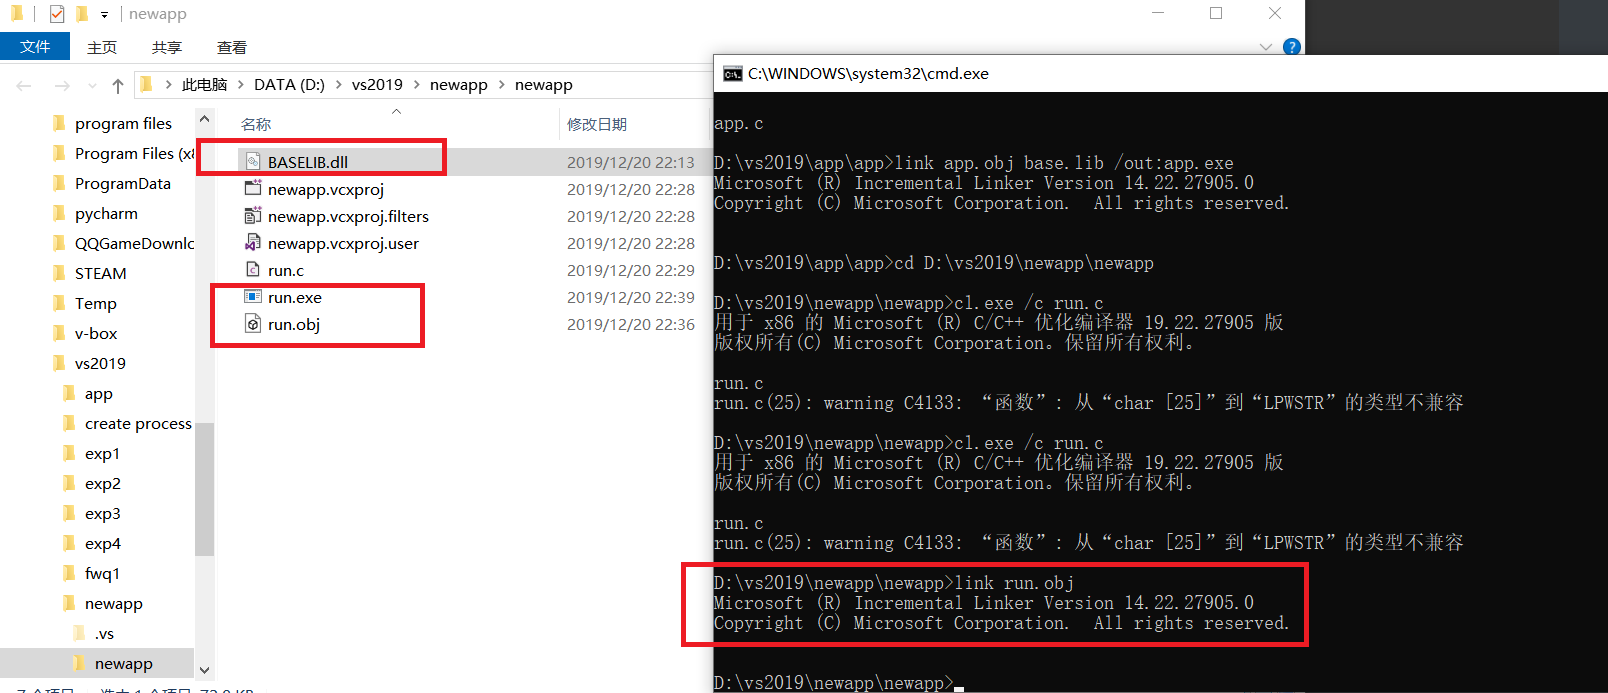 newapp
文件 主页 共享 查看
此电脑 DATA (D:) vs2019 newapp newapp
program files
Program Files (x8
ProgramData
pycharm
QQGameDownlo
STEAM
Temp
v-box
vs2019
app
create process
exp1
exp2
exp3
exp4
fwq1
newapp
.vs
newapp
名称 修改日期
BASELIB.dll 2019/12/20 22:13
newapp.vcxproj 2019/12/20 22:28
newapp.vcxproj.filters 2019/12/20 22:28
newapp.vcxproj.user 2019/12/20 22:28
run.c 2019/12/20 22:29
run.exe 2019/12/20 22:39
run.obj 2019/12/20 22:36
C:\WINDOWS\system32\cmd.exe
app.c
D:\vs2019\app\app>link app.obj base.lib /out:app.exe
Microsoft (R) Incremental Linker Version 14.22.27905.0
Copyright (C) Microsoft Corporation.  All rights reserved.
D:\vs2019\app\app>cd D:\vs2019\newapp\newapp
D:\vs2019\newapp\newapp>cl.exe /c run.c
用于 x86 的 Microsoft (R) C/C++ 优化编译器 19.22.27905 版
版权所有(C) Microsoft Corporation。保留所有权利。
run.c
run.c(25): warning C4133: “函数”: 从“char [25]”到“LPWSTR”的类型不兼容
D:\vs2019\newapp\newapp>cl.exe /c run.c
用于 x86 的 Microsoft (R) C/C++ 优化编译器 19.22.27905 版
版权所有(C) Microsoft Corporation。保留所有权利。
run.c
run.c(25): warning C4133: “函数”: 从“char [25]”到“LPWSTR”的类型不兼容
D:\vs2019\newapp\newapp>link run.obj
Microsoft (R) Incremental Linker Version 14.22.27905.0
Copyright (C) Microsoft Corporation.  All rights reserved.
D:\vs2019\newapp\newapp>